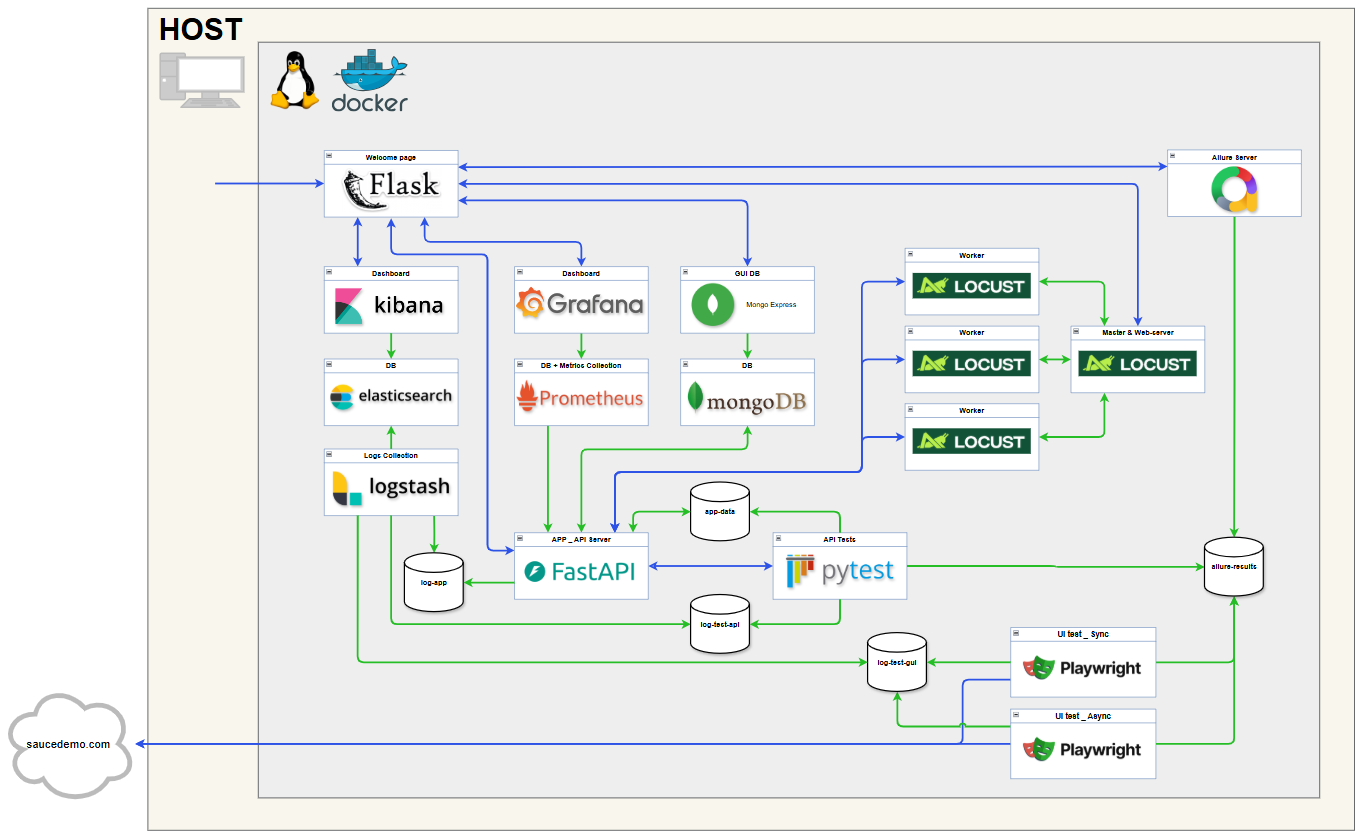 HOST
docker
Welcome page
Flask
Allure Server
Dashboard
kibana
Dashboard
Grafana
GUI DB
Mongo Express
Worker
LOCUST
Worker
LOCUST
Master & Web-server
LOCUST
Worker
LOCUST
DB
elasticsearch
DB + Metrios Collection
Prometheus
DB
mongoDB
Logs Collection
logstash
app-data
APP _ API Server
FastAPI
API Tests
pytest
allure-results
log-app
log-test-api
log-test-gui
UI test _ Sync
Playwright
UI test _ Async
Playwright
saucedemo.com